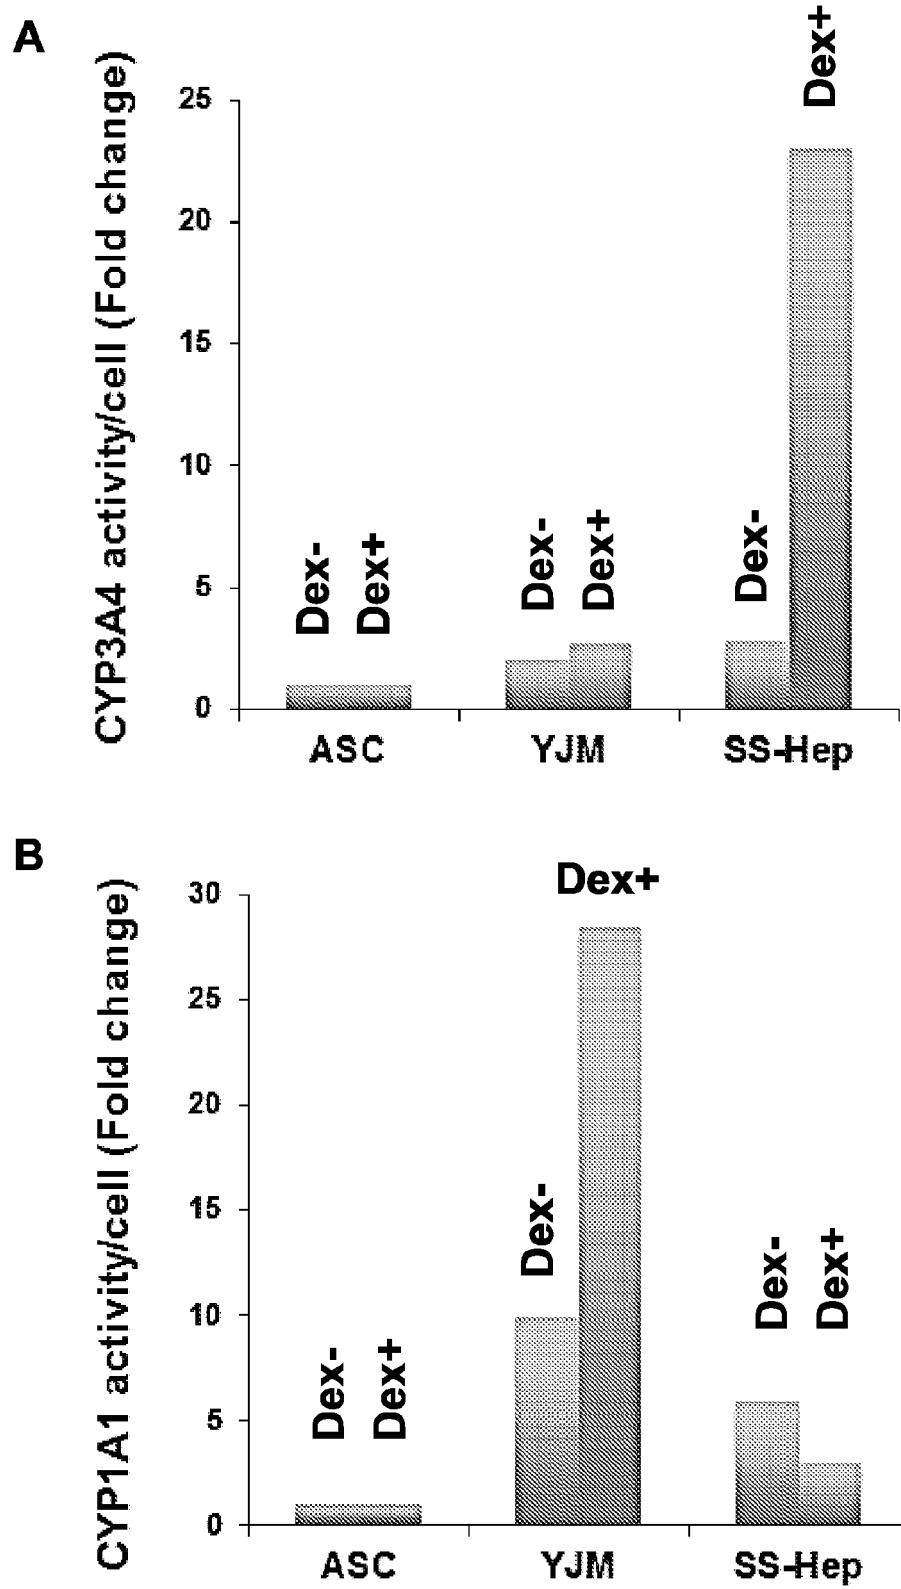 A
CYP3A4 activity/cell (Fold change)
25
20
15
10
5
0
Dex-
Dex+
Dex-
Dex+
Dex-
Dex+
ASC
YJM
SS-Hep
B
CYP1A1 activity/cell (Fold change)
30
25
20
15
10
5
0
Dex-
Dex+
Dex-
Dex+
Dex-
Dex+
ASC
YJM
SS-Hep